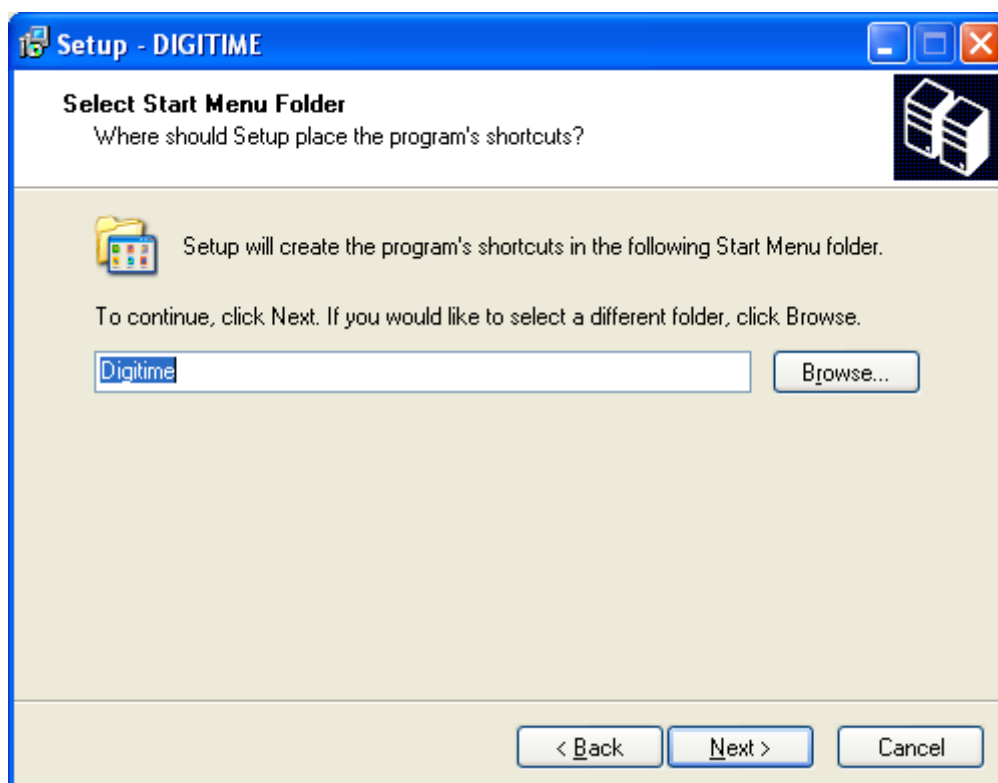 Setup - DIGITIME
Select Start Menu Folder
Where should Setup place the program's shortcuts?
Setup will create the program's shortcuts in the following Start Menu folder.
To continue, click Next. If you would like to select a different folder, click Browse.
Digitime
Browse...
< Back
Next >
Cancel